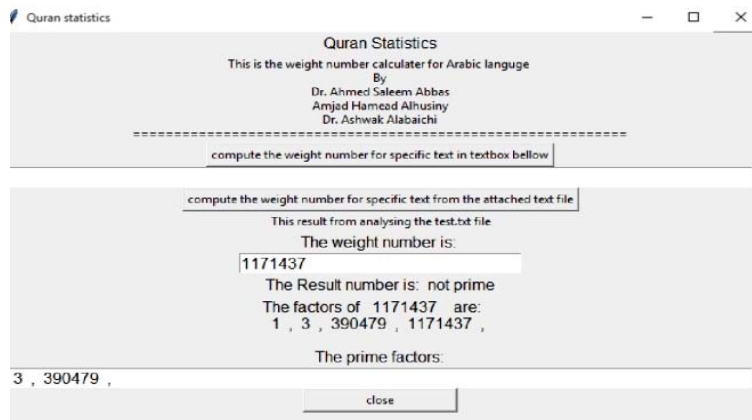 Quran statistics
Quran Statistics
This is the weight number calculater for Arabic languge
By
Dr. Ahmed Saleem Abbas
Amjad Hamead Alhusiny
Dr. Ashwak Alabaichi
============================================================
compute the weight number for specific text in textbox bellow
compute the weight number for specific text from the attached text file
This result from analysing the test.txt file
The weight number is:
1171437
The Result number is: not prime
The factors of 1171437 are:
1 , 3 , 390479 , 1171437 ,
The prime factors:
3 , 390479 ,
close